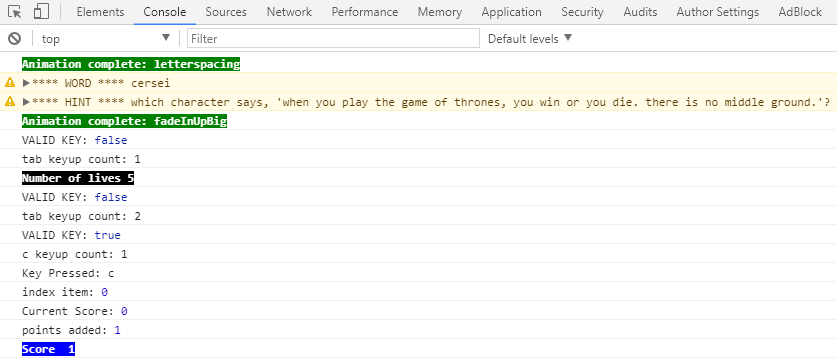 Elements Console Sources Network Performance Memory Application Security Audits Author Settings AdBlock
top Filter Default levels
Animation complete: letterspacing
**** WORD **** cersei
**** HINT **** which character says, 'when you play the game of thrones, you win or you die. there is no middle ground.'?
Animation complete: fadeInUpBig
VALID KEY: false
tab keyup count: 1
Number of lives 5
VALID KEY: false
tab keyup count: 2
VALID KEY: true
c keyup count: 1
Key Pressed: c
index item: 0
Current Score: 0
points added: 1
Score 1